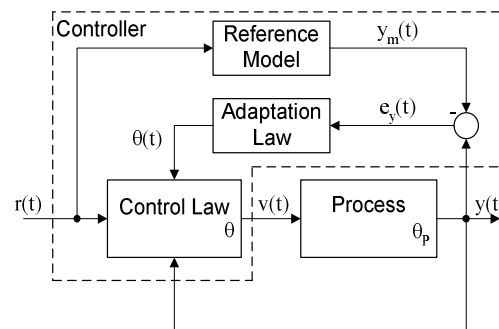 Controller
Reference
Model
y_m(t)
-
Adaptation
Law
e_y(t)
θ(t)
r(t)
Control Law
θ
v(t)
Process
θ_P
y(t